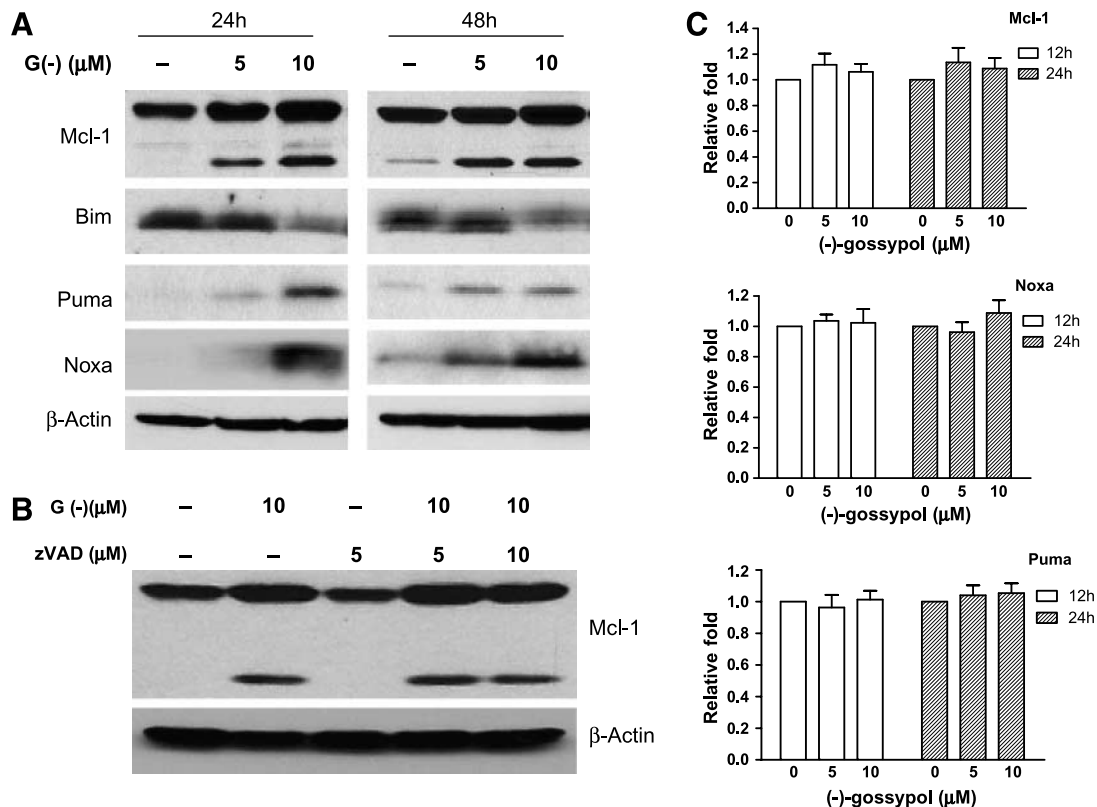 A
24h
48h
G(-) (μM)
– 5 10 – 5 10
Mcl-1
Bim
Puma
Noxa
β-Actin
B
G (-)(μM) – 10 – 10 10
zVAD (μM) – – 5 5 10
Mcl-1
β-Actin
C
Mcl-1
12h
24h
Relative fold
1.4
1.2
1.0
0.8
0.6
0.4
0.2
0.0
0 5 10 0 5 10
(-)-gossypol (μM)
Noxa
12h
24h
Relative fold
1.2
1.0
0.8
0.6
0.4
0.2
0.0
0 5 10 0 5 10
(-)-gossypol (μM)
Puma
12h
24h
Relative fold
1.2
1.0
0.8
0.6
0.4
0.2
0.0
0 5 10 0 5 10
(-)-gossypol (μM)